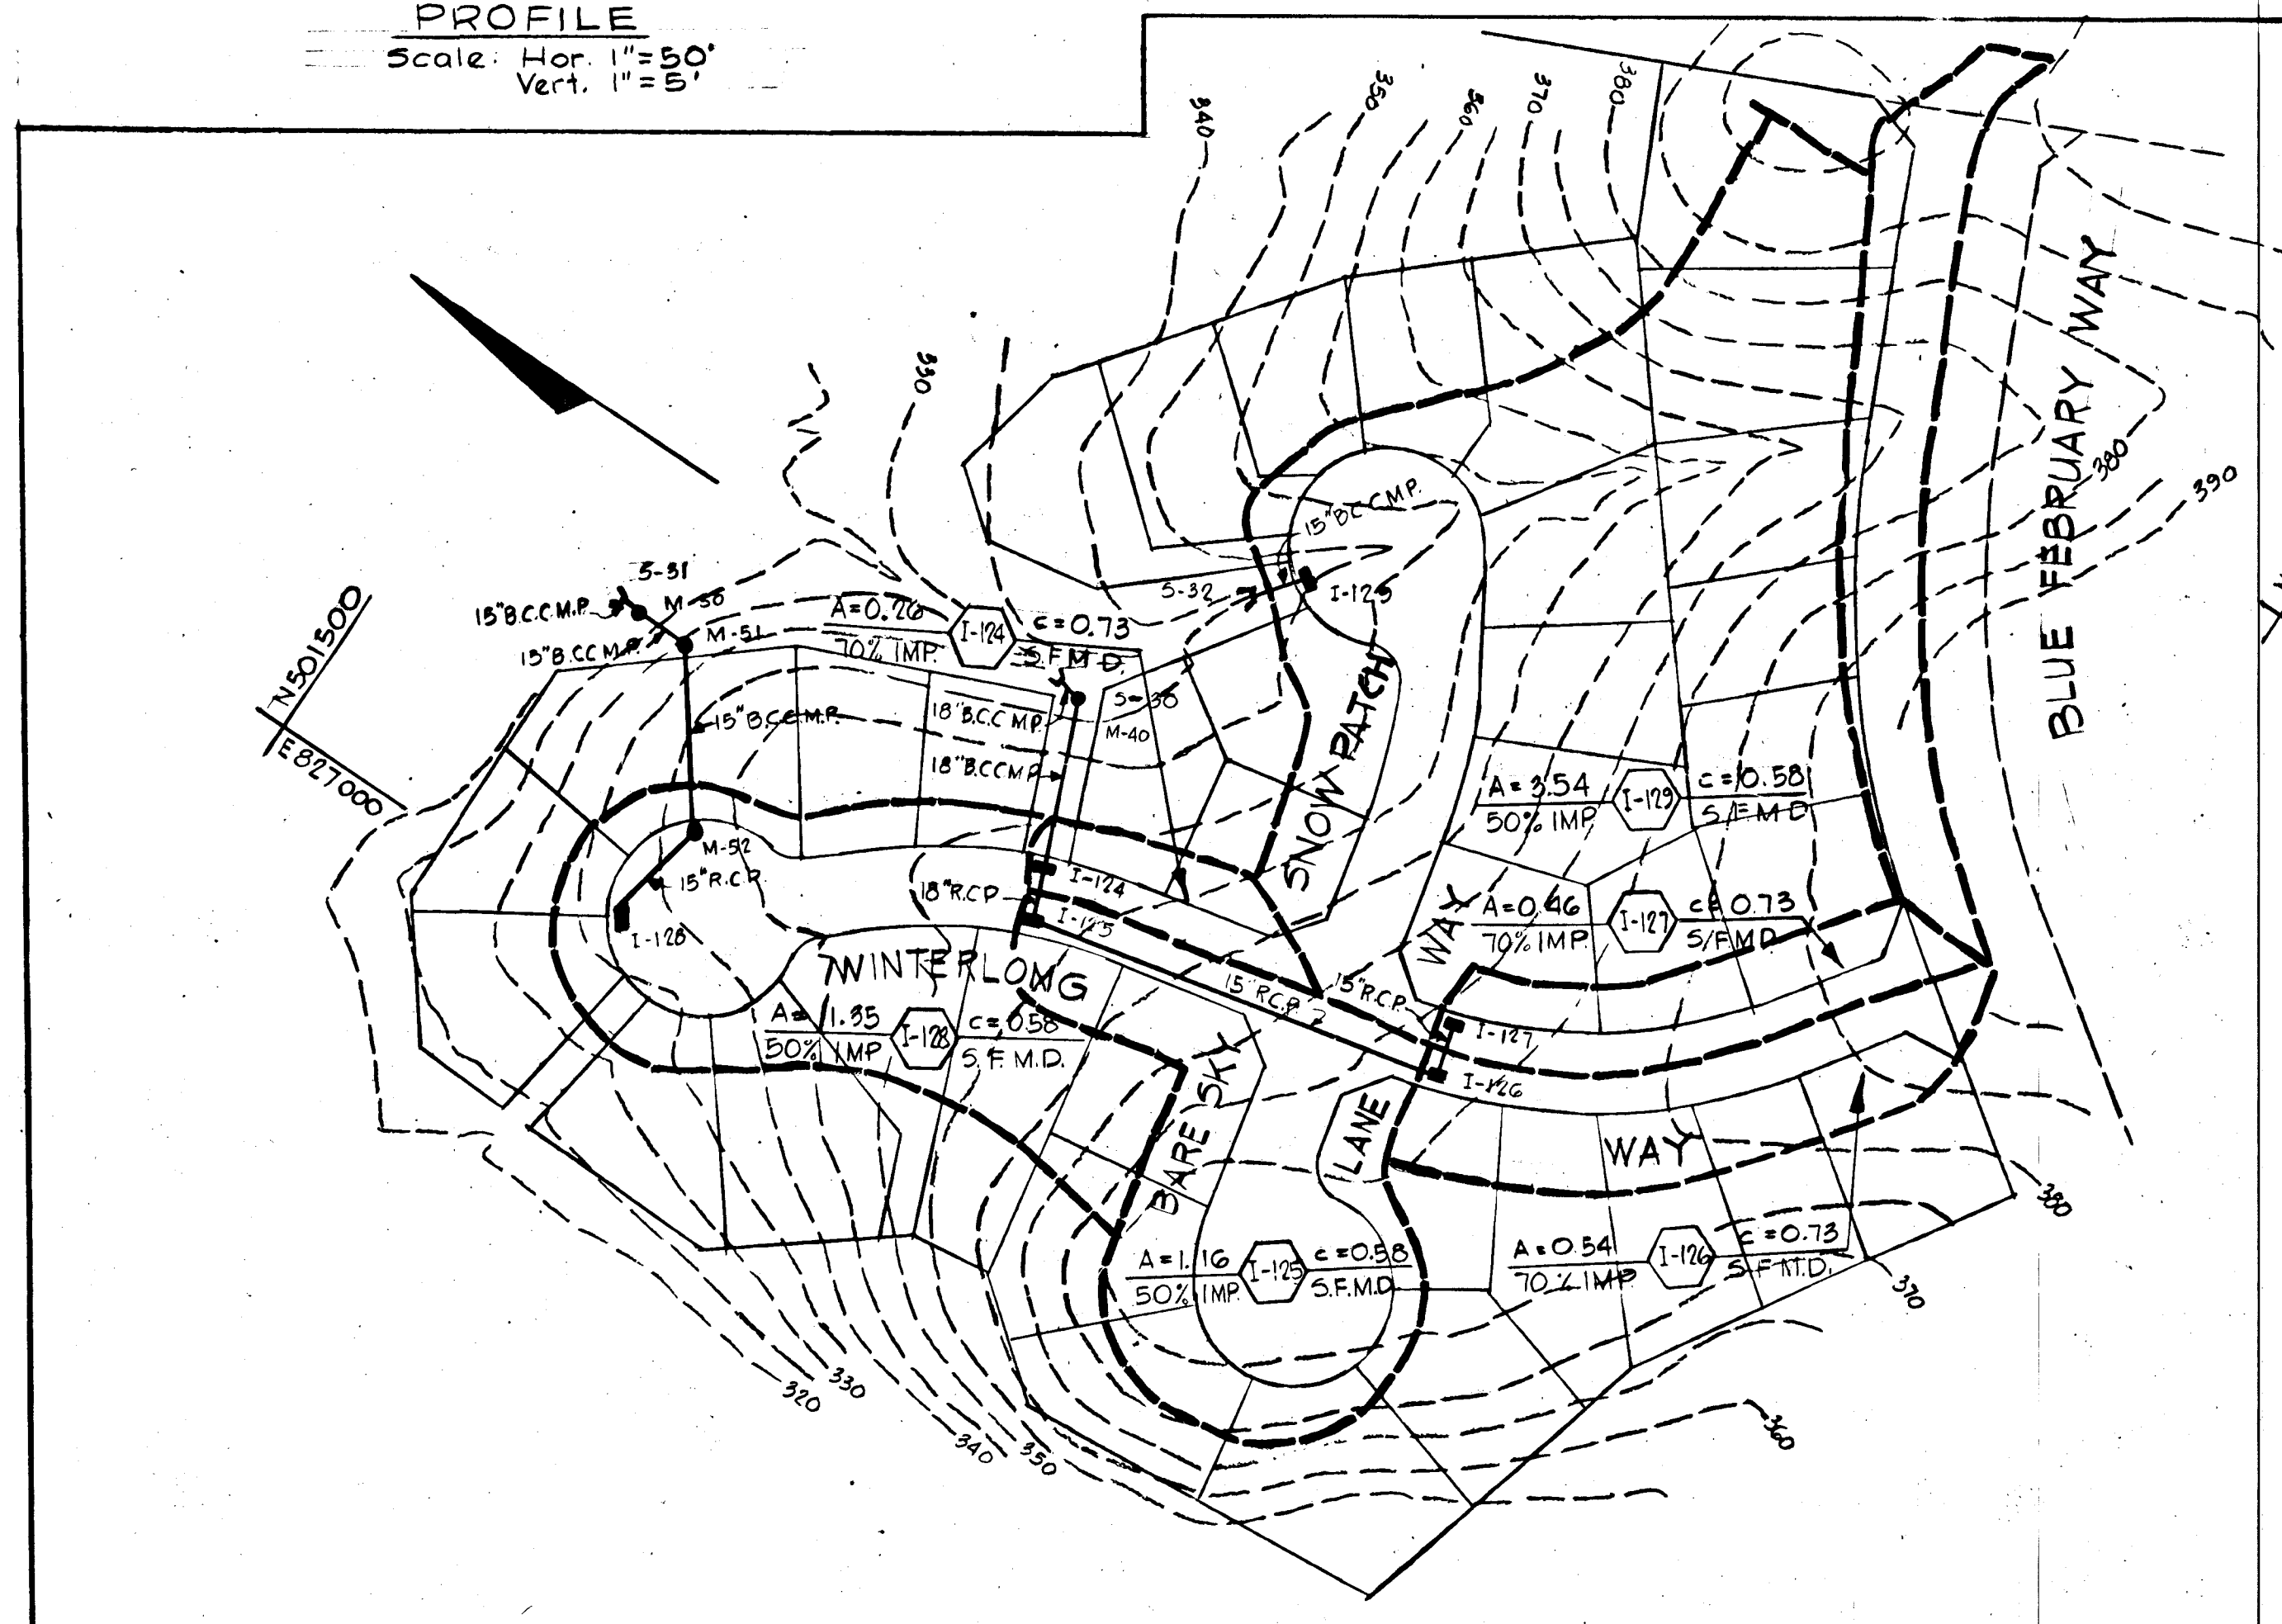 PROFILE
Scale: Hor. 1"=50'
Vert. 1"=5'
340
350
360
370
380
330
BLUE FEBRUARY WAY
380
390
15"B.C.C.M.P.
S-32
I-129
S-31
15"B.C.C.M.P.
M-50
M-51
15"B.C.C.M.P.
N501500
E827000
A=0.26
70% IMP.
I-124
c=0.73
S.F.M.D.
15"B.C.C.M.P.
18"B.C.C.M.P.
S-30
M-40
18"B.C.C.M.P.
SNOW PATCH
WAY
A=3.54
50% IMP
I-129
c=0.58
S.F.M.D
M-52
15"R.C.P.
I-128
18"R.C.P
I-124
I-125
A=0.46
70% IMP.
I-127
c=0.73
S.F.M.D.
WINTERLONG
WAY
15"R.C.P.
15"R.C.P.
I-127
I-126
A=1.35
50% IMP
I-128
c=0.58
S.F.M.D.
BARE SKY
LANE
A=1.16
50% IMP.
I-125
c=0.58
S.F.M.D.
A=0.54
70% IMP
I-126
c=0.73
S.F.M.D.
380
370
320
330
340
350
360